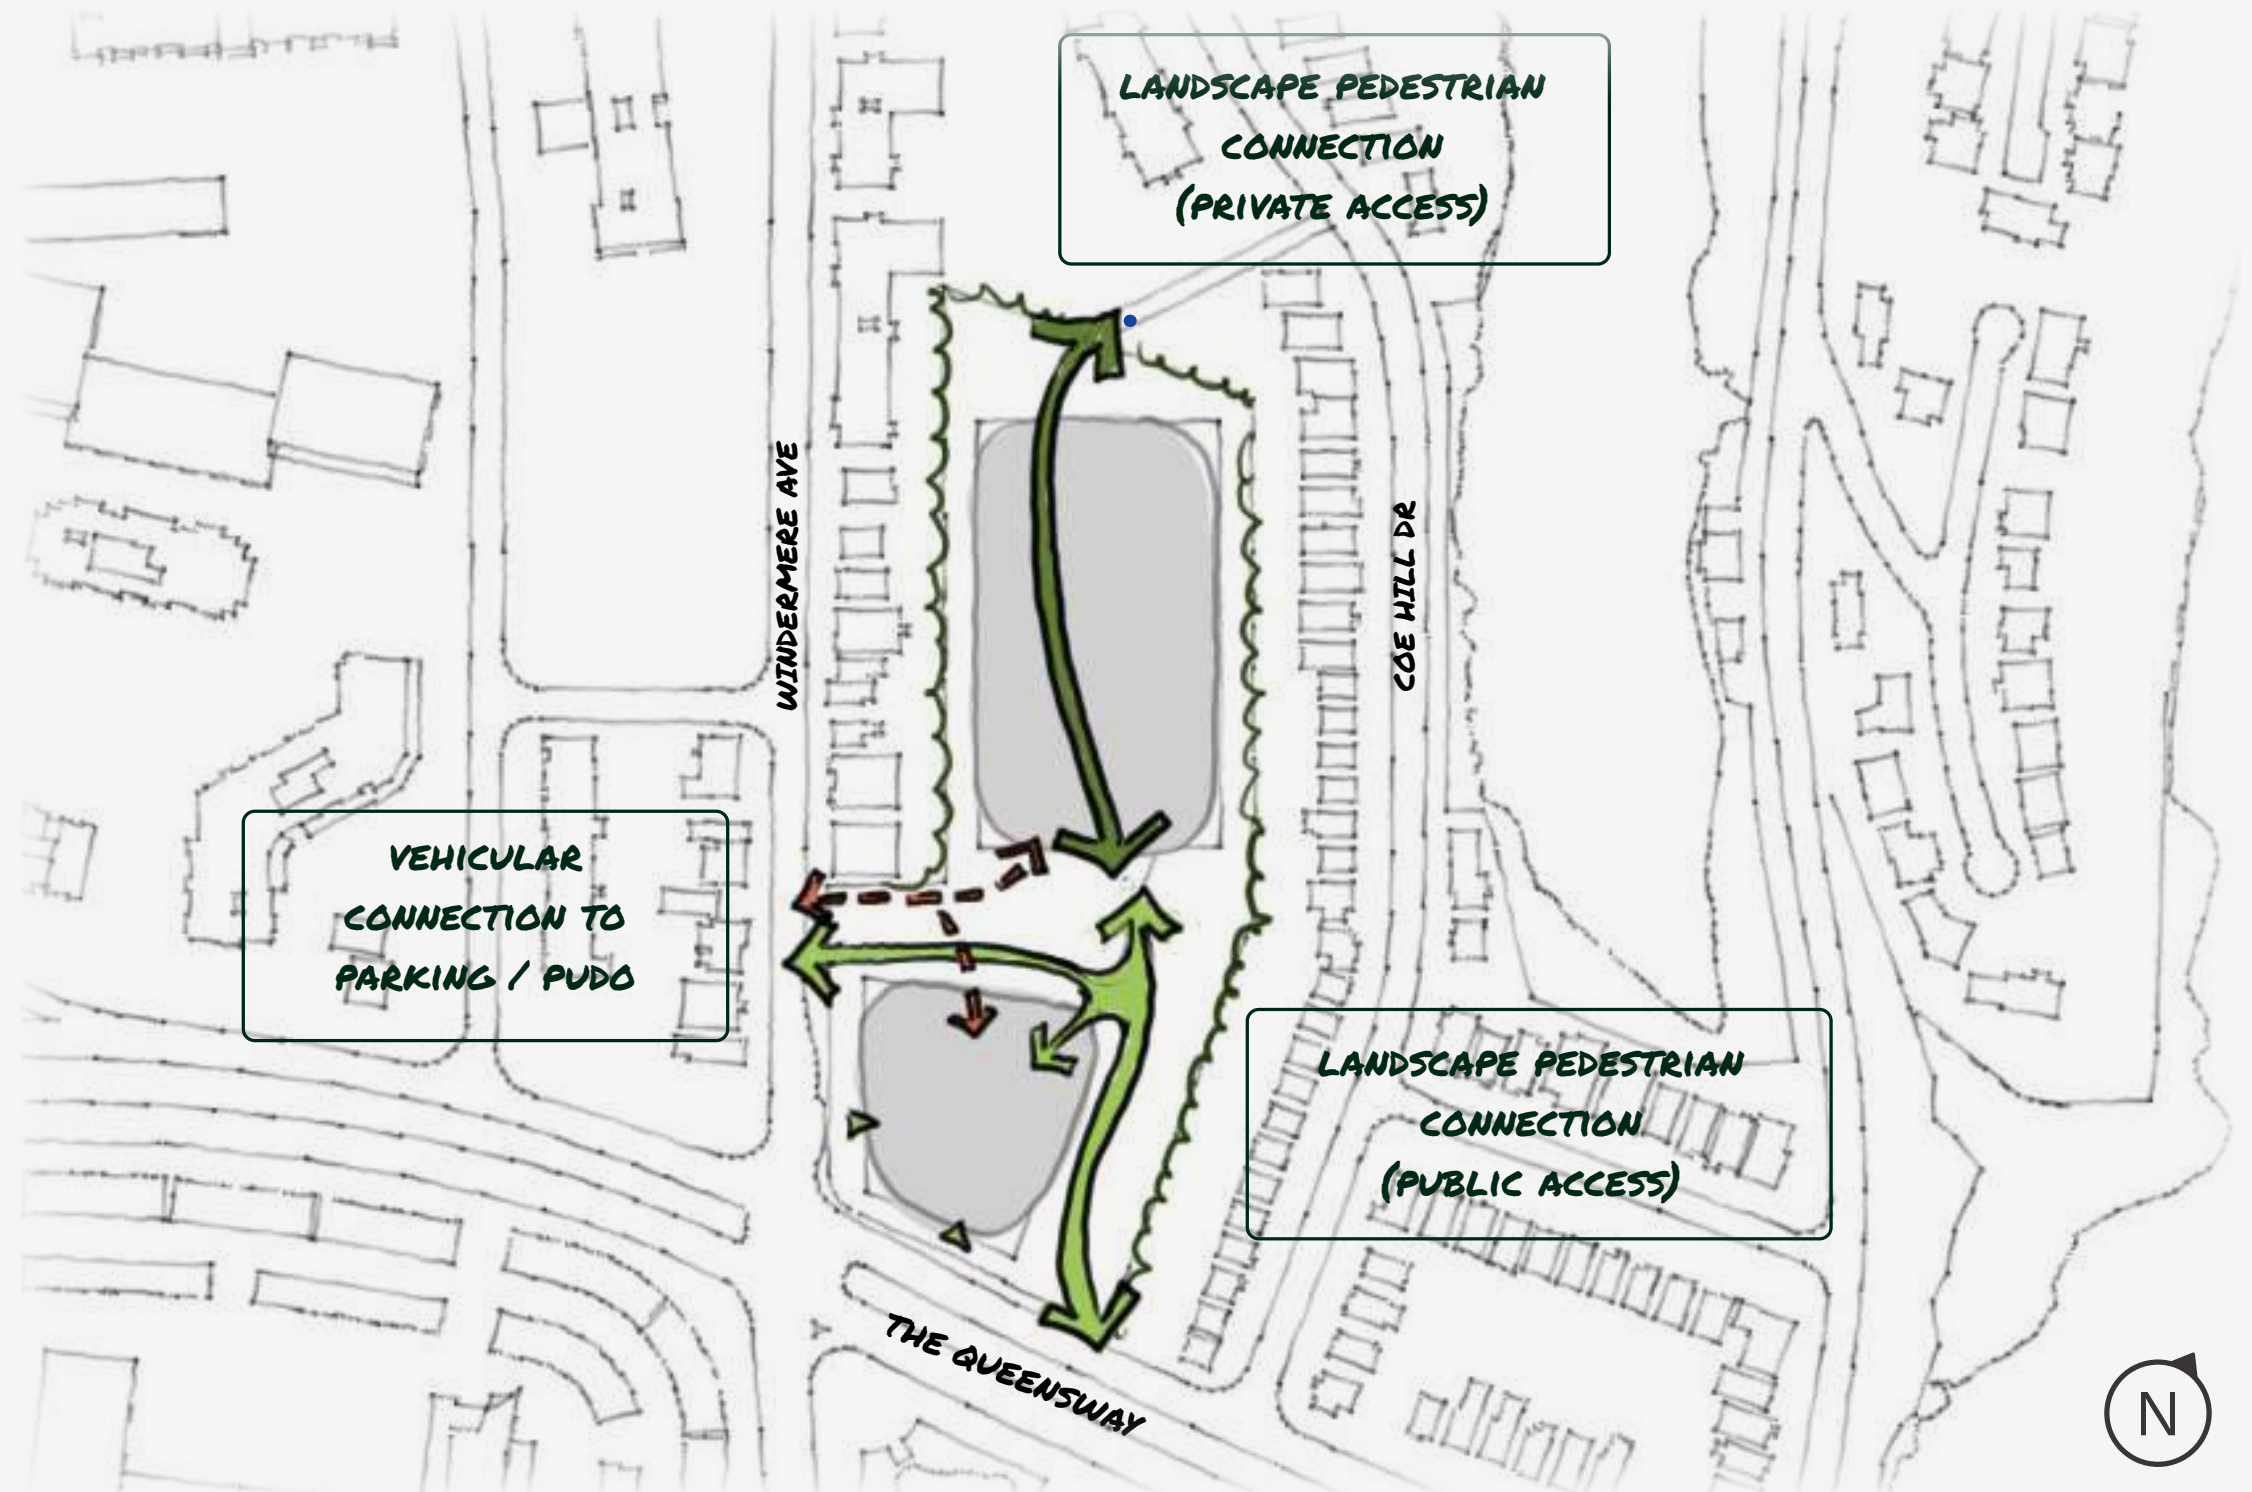 LANDSCAPE PEDESTRIAN
CONNECTION
(PRIVATE ACCESS)
WINDERMERE AVE
COE HILL DR
VEHICULAR
CONNECTION TO
PARKING / PUDO
LANDSCAPE PEDESTRIAN
CONNECTION
(PUBLIC ACCESS)
THE QUEENSWAY
N